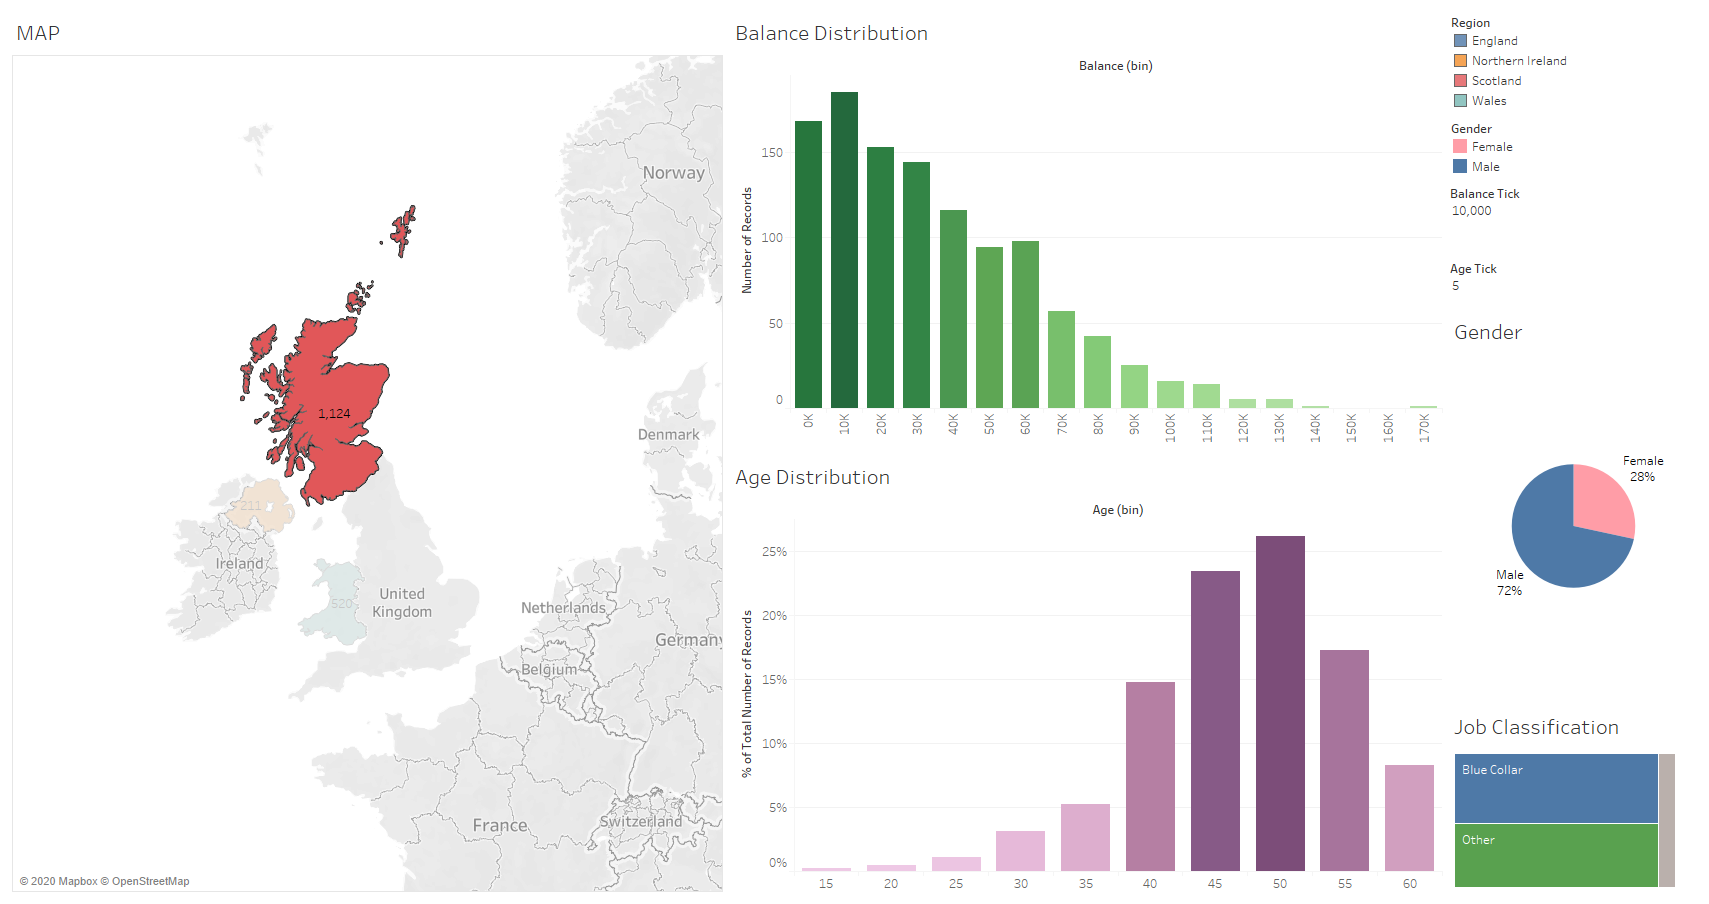 MAP
Norway
Denmark
1,124
211
Ireland
520
United
Kingdom
Netherlands
Germany
Belgium
France
Switzerland
© 2020 Mapbox © OpenStreetMap
Balance Distribution
Balance (bin)
Number of Records
150
100
50
0
0K
10K
20K
30K
40K
50K
60K
70K
80K
90K
100K
110K
120K
130K
140K
150K
160K
170K
Age Distribution
Age (bin)
% of Total Number of Records
25%
20%
15%
10%
5%
0%
15
20
25
30
35
40
45
50
55
60
Region
England
Northern Ireland
Scotland
Wales
Gender
Female
Male
Balance Tick
10,000
Age Tick
5
Gender
Female
28%
Male
72%
Job Classification
Blue Collar
Other